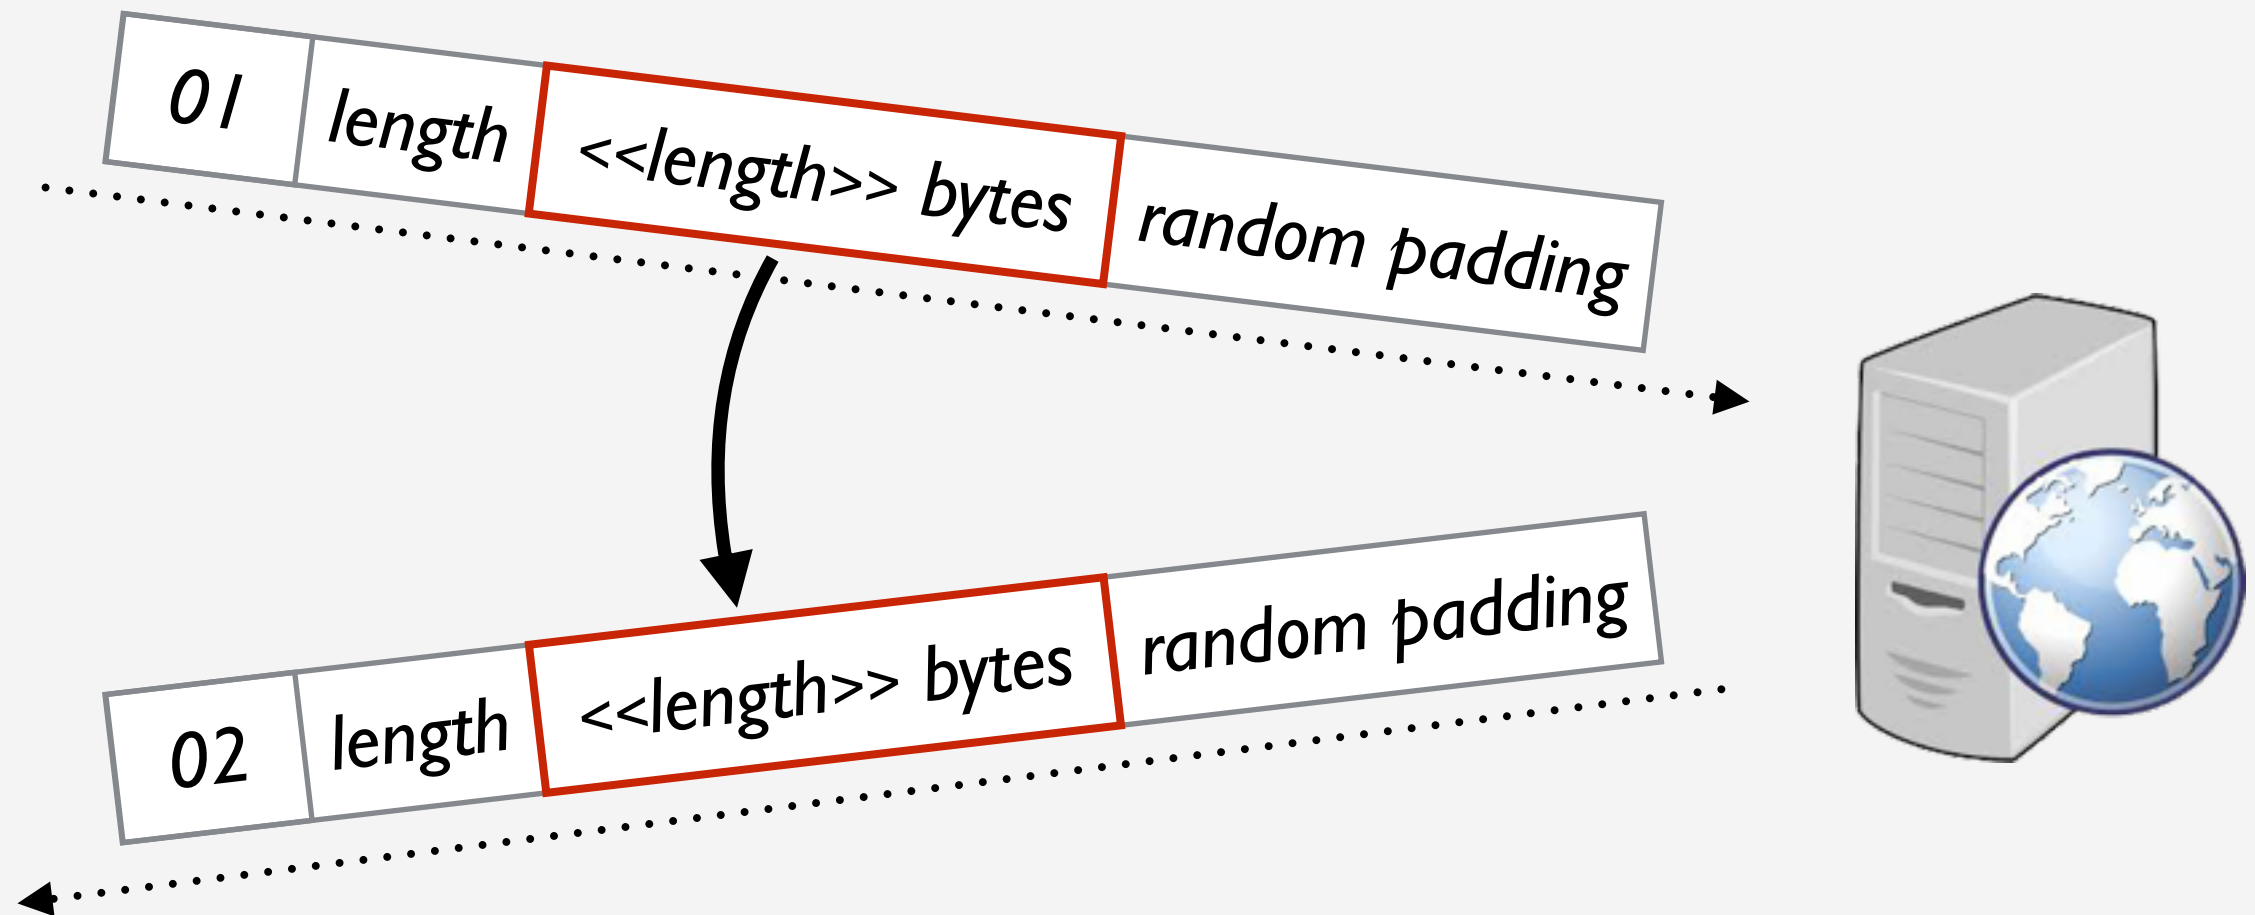 01 length <<length>> bytes random padding
02 length <<length>> bytes random padding